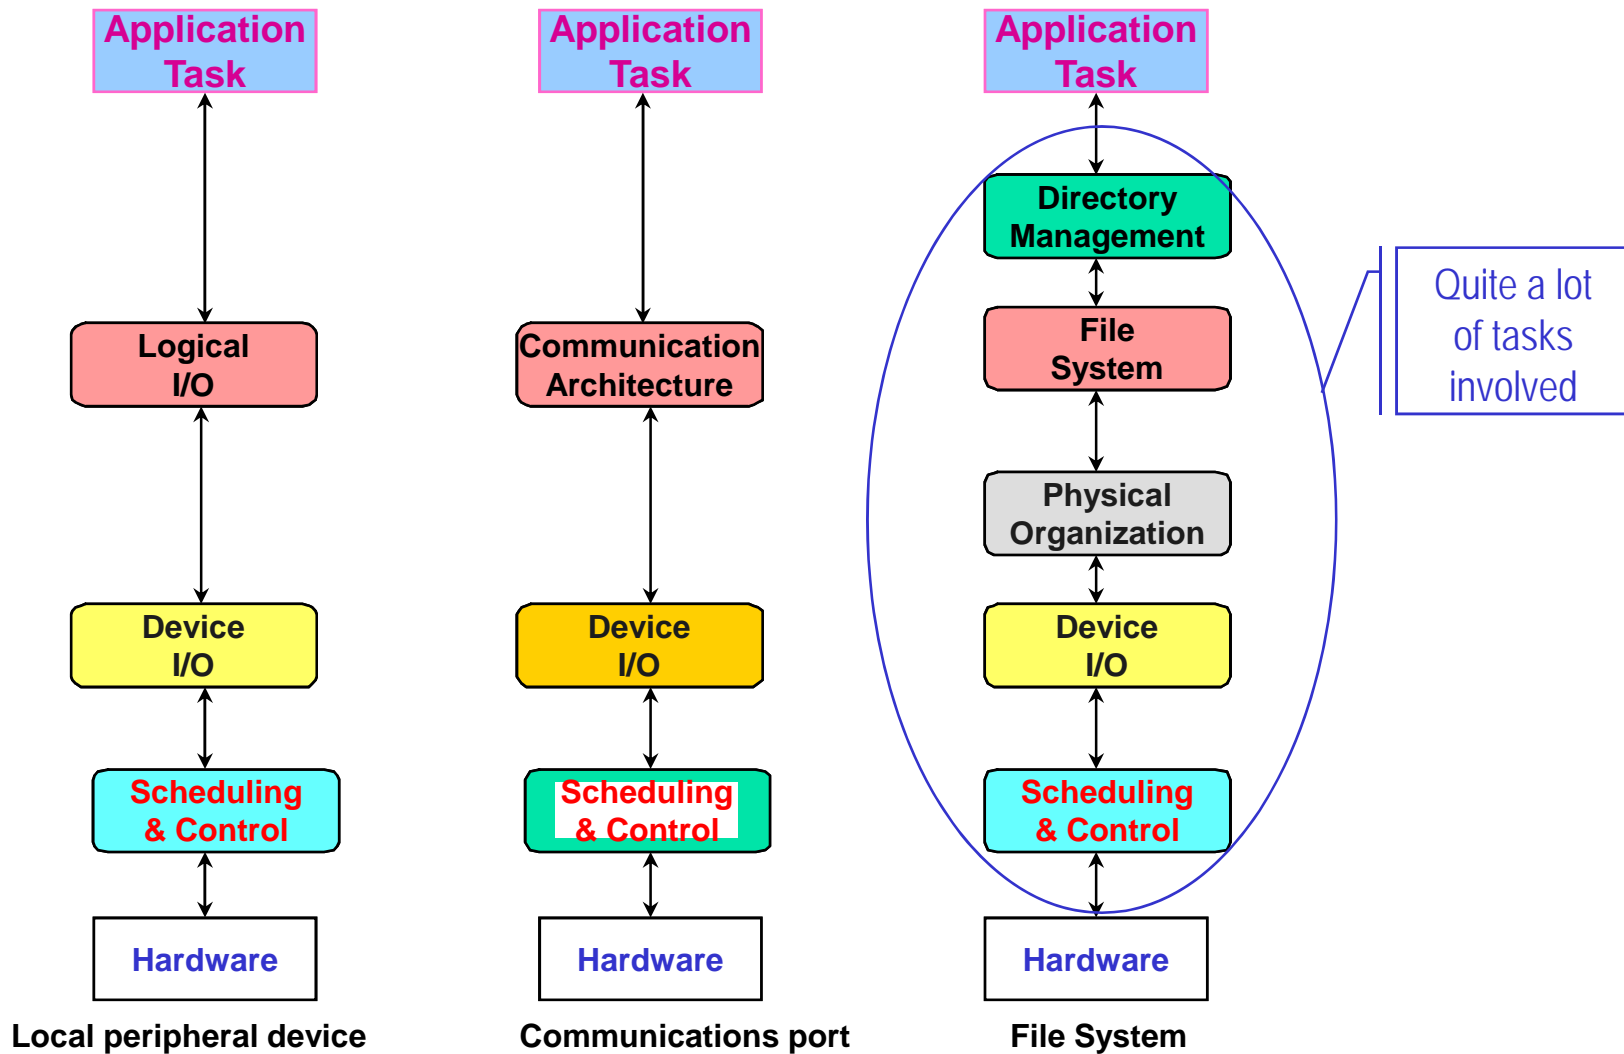 Application
Task
Logical
I/O
Device
I/O
Scheduling
& Control
Hardware
Local peripheral device
Application
Task
Communication
Architecture
Device
I/O
Scheduling
& Control
Hardware
Communications port
Application
Task
Directory
Management
File
System
Physical
Organization
Device
I/O
Scheduling
& Control
Hardware
File System
Quite a lot
of tasks
involved